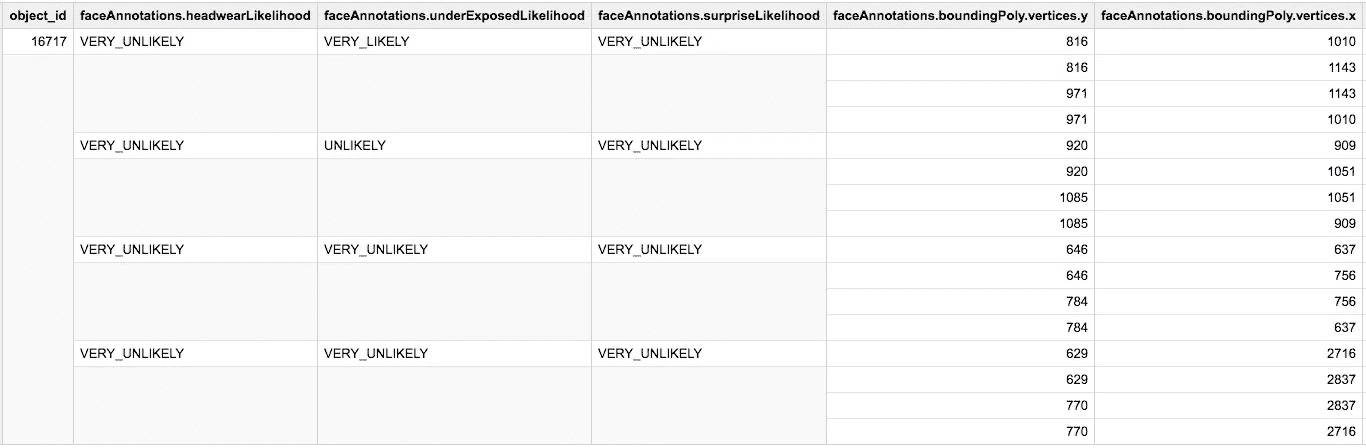 object_id faceAnnotations.headwearLikelihood faceAnnotations.underExposedLikelihood faceAnnotations.surpriseLikelihood faceAnnotations.boundingPoly.vertices.y faceAnnotations.boundingPoly.vertices.x
16717 VERY_UNLIKELY VERY_LIKELY VERY_UNLIKELY 816 1010
816 1143
971 1143
971 1010
VERY_UNLIKELY UNLIKELY VERY_UNLIKELY 920 909
920 1051
1085 1051
1085 909
VERY_UNLIKELY VERY_UNLIKELY VERY_UNLIKELY 646 637
646 756
784 756
784 637
VERY_UNLIKELY VERY_UNLIKELY VERY_UNLIKELY 629 2716
629 2837
770 2837
770 2716